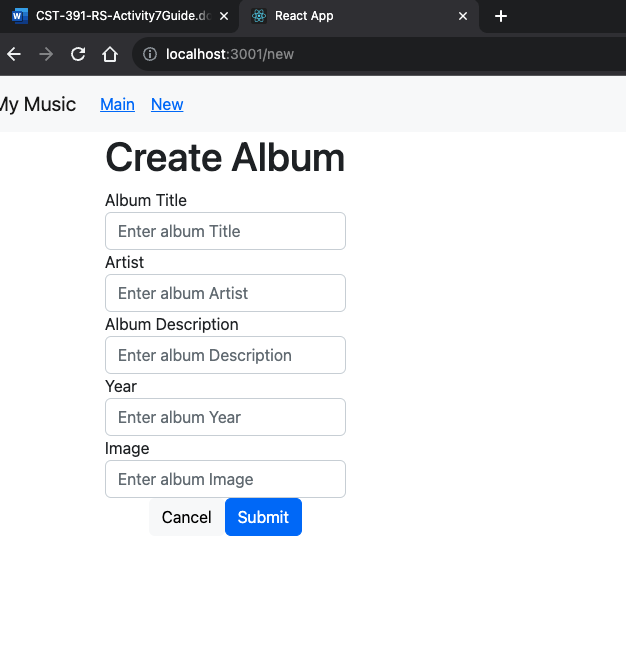 CST-391-RS-Activity7Guide.dc
React App
localhost:3001/new
My Music Main New
Create Album
Album Title
Enter album Title
Artist
Enter album Artist
Album Description
Enter album Description
Year
Enter album Year
Image
Enter album Image
Cancel Submit